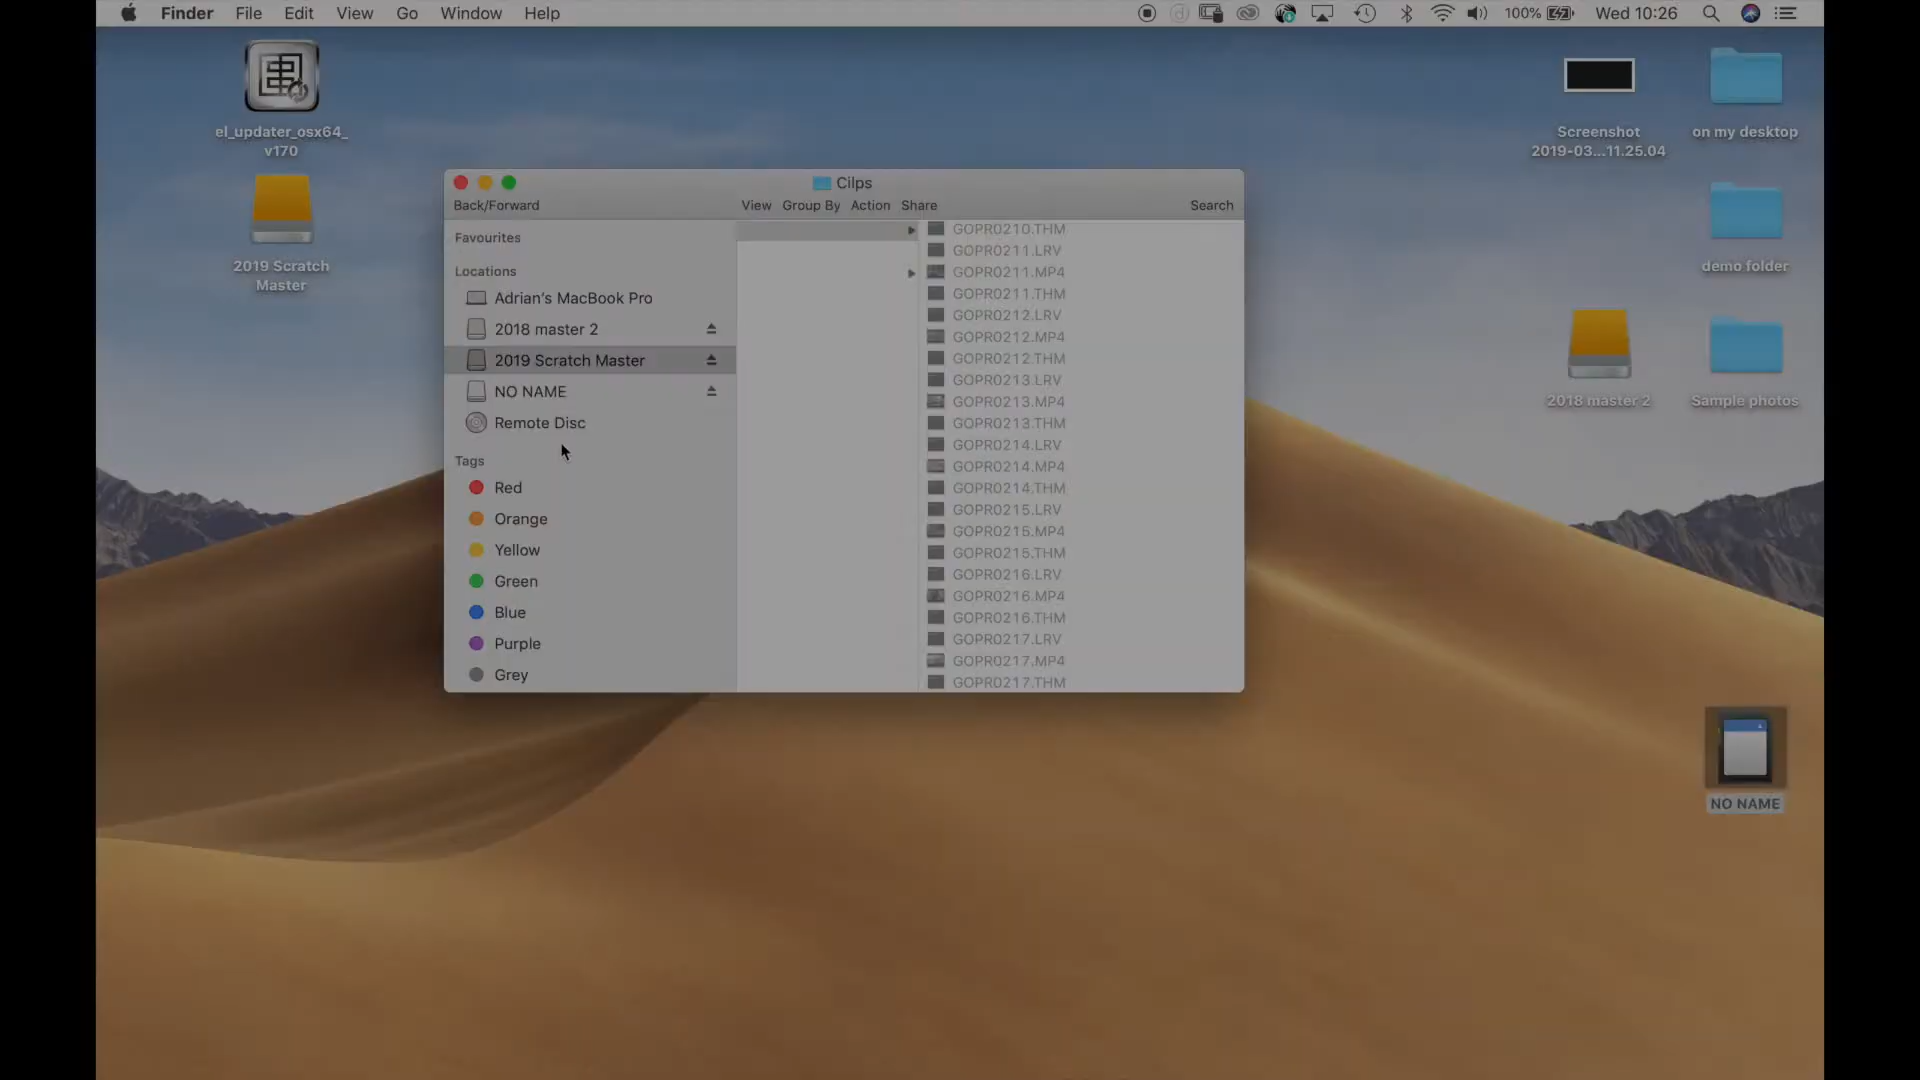 Finder File Edit View Go Window Help
100% Wed 10:26
el_updater_osx64_
v170
2019 Scratch
Master
Screenshot
2019-03...11.25.04
on my desktop
demo folder
2018 master 2
Sample photos
NO NAME
Cilps
Back/Forward View Group By Action Share Search
Favourites
Locations
Adrian's MacBook Pro
2018 master 2
2019 Scratch Master
NO NAME
Remote Disc
Tags
Red
Orange
Yellow
Green
Blue
Purple
Grey
GOPR0210.THM
GOPR0211.LRV
GOPR0211.MP4
GOPR0211.THM
GOPR0212.LRV
GOPR0212.MP4
GOPR0212.THM
GOPR0213.LRV
GOPR0213.MP4
GOPR0213.THM
GOPR0214.LRV
GOPR0214.MP4
GOPR0214.THM
GOPR0215.LRV
GOPR0215.MP4
GOPR0215.THM
GOPR0216.LRV
GOPR0216.MP4
GOPR0216.THM
GOPR0217.LRV
GOPR0217.MP4
GOPR0217.THM